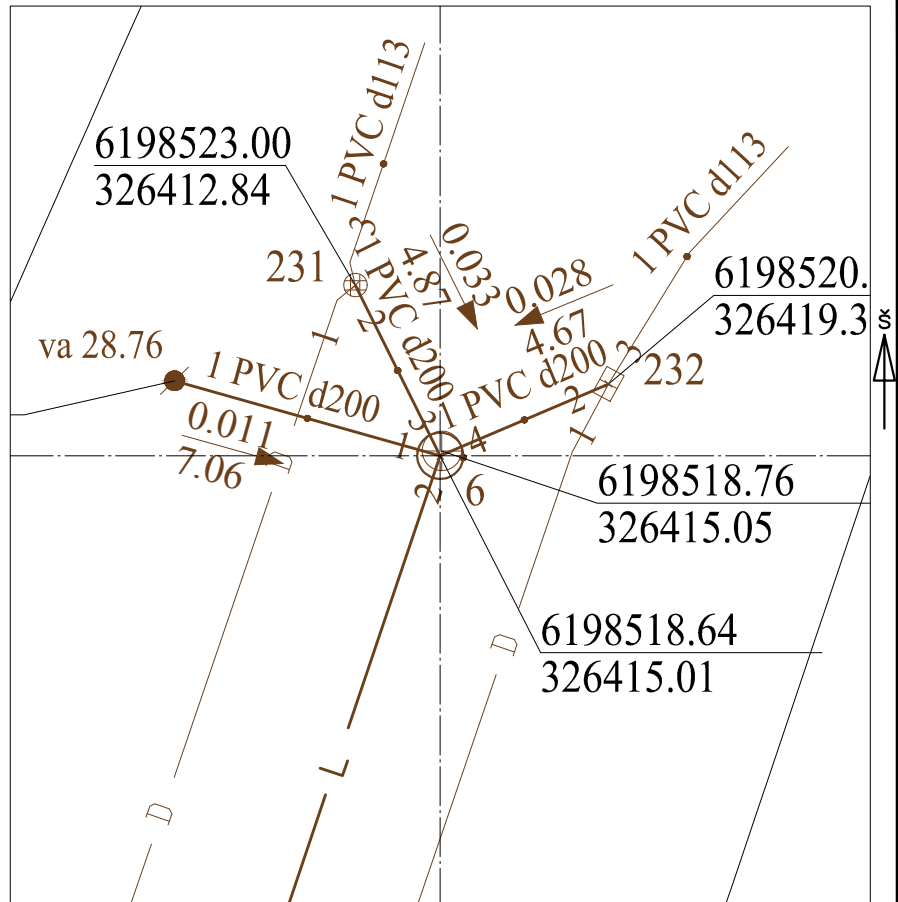 1 PVC d113
6198523.00
326412.84
1 PVC d113
231
3
1 PVC d200
2
1
4.87
0.033
0.028
4.67
6198520.
326419.3
š
va 28.76
1 PVC d200
0.011
7.06
1 PVC d200
3
232
2
1
3
4
1
2
6
D
6198518.76
326415.05
6198518.64
326415.01
D
L
D